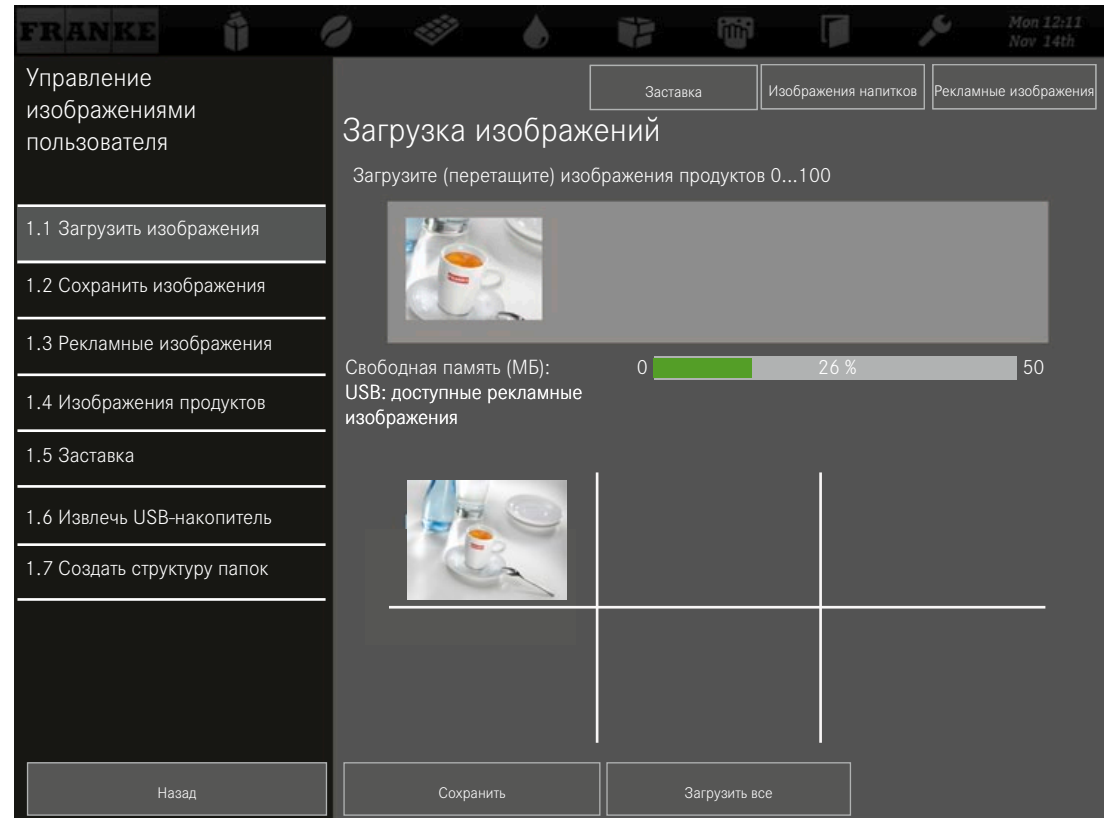 FRANKE
Mon 12:11
Nov 14th
Управление
изображениями
пользователя
1.1 Загрузить изображения
1.2 Сохранить изображения
1.3 Рекламные изображения
1.4 Изображения продуктов
1.5 Заставка
1.6 Извлечь USB-накопитель
1.7 Создать структуру папок
Назад
Заставка
Изображения напитков
Рекламные изображения
Загрузка изображений
Загрузите (перетащите) изображения продуктов 0...100
Свободная память (МБ): 0 26 % 50
USB: доступные рекламные
изображения
Сохранить
Загрузить все